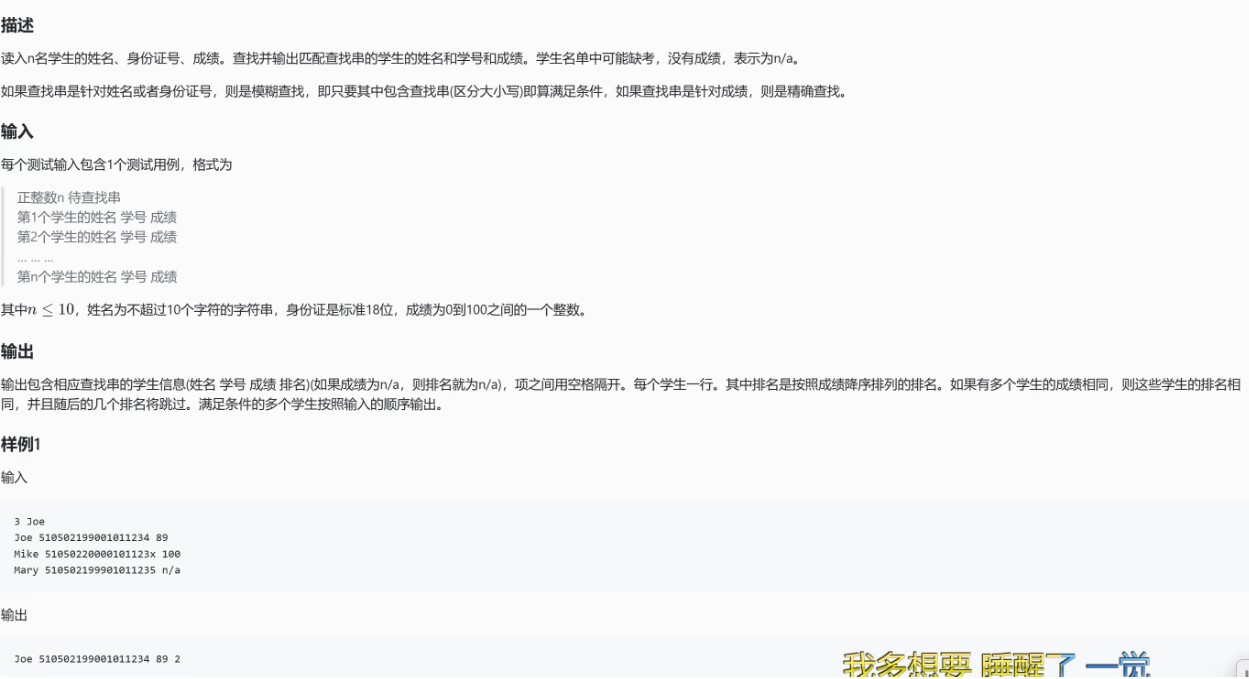 描述
读入n名学生的姓名、身份证号、成绩。查找并输出匹配查找串的学生的姓名和学号和成绩。学生名单中可能缺考，没有成绩，表示为n/a。
如果查找串是针对姓名或者身份证号，则是模糊查找，即只要其中包含查找串(区分大小写)即算满足条件，如果查找串是针对成绩，则是精确查找。
输入
每个测试输入包含1个测试用例，格式为
正整数n 待查找串
第1个学生的姓名 学号 成绩
第2个学生的姓名 学号 成绩
... ... ...
第n个学生的姓名 学号 成绩
其中n ≤ 10，姓名为不超过10个字符的字符串，身份证是标准18位，成绩为0到100之间的一个整数。
输出
输出包含相应查找串的学生信息(姓名 学号 成绩 排名)(如果成绩为n/a，则排名就为n/a)，项之间用空格隔开。每个学生一行。其中排名是按照成绩降序排列的排名。如果有多个学生的成绩相同，则这些学生的排名相
同，并且随后的几个排名将跳过。满足条件的多个学生按照输入的顺序输出。
样例1
输入
3 Joe
Joe 510502199001011234 89
Mike 51050220000101123x 100
Mary 510502199901011235 n/a
输出
Joe 510502199001011234 89 2
我多想要 睡醒了 一觉